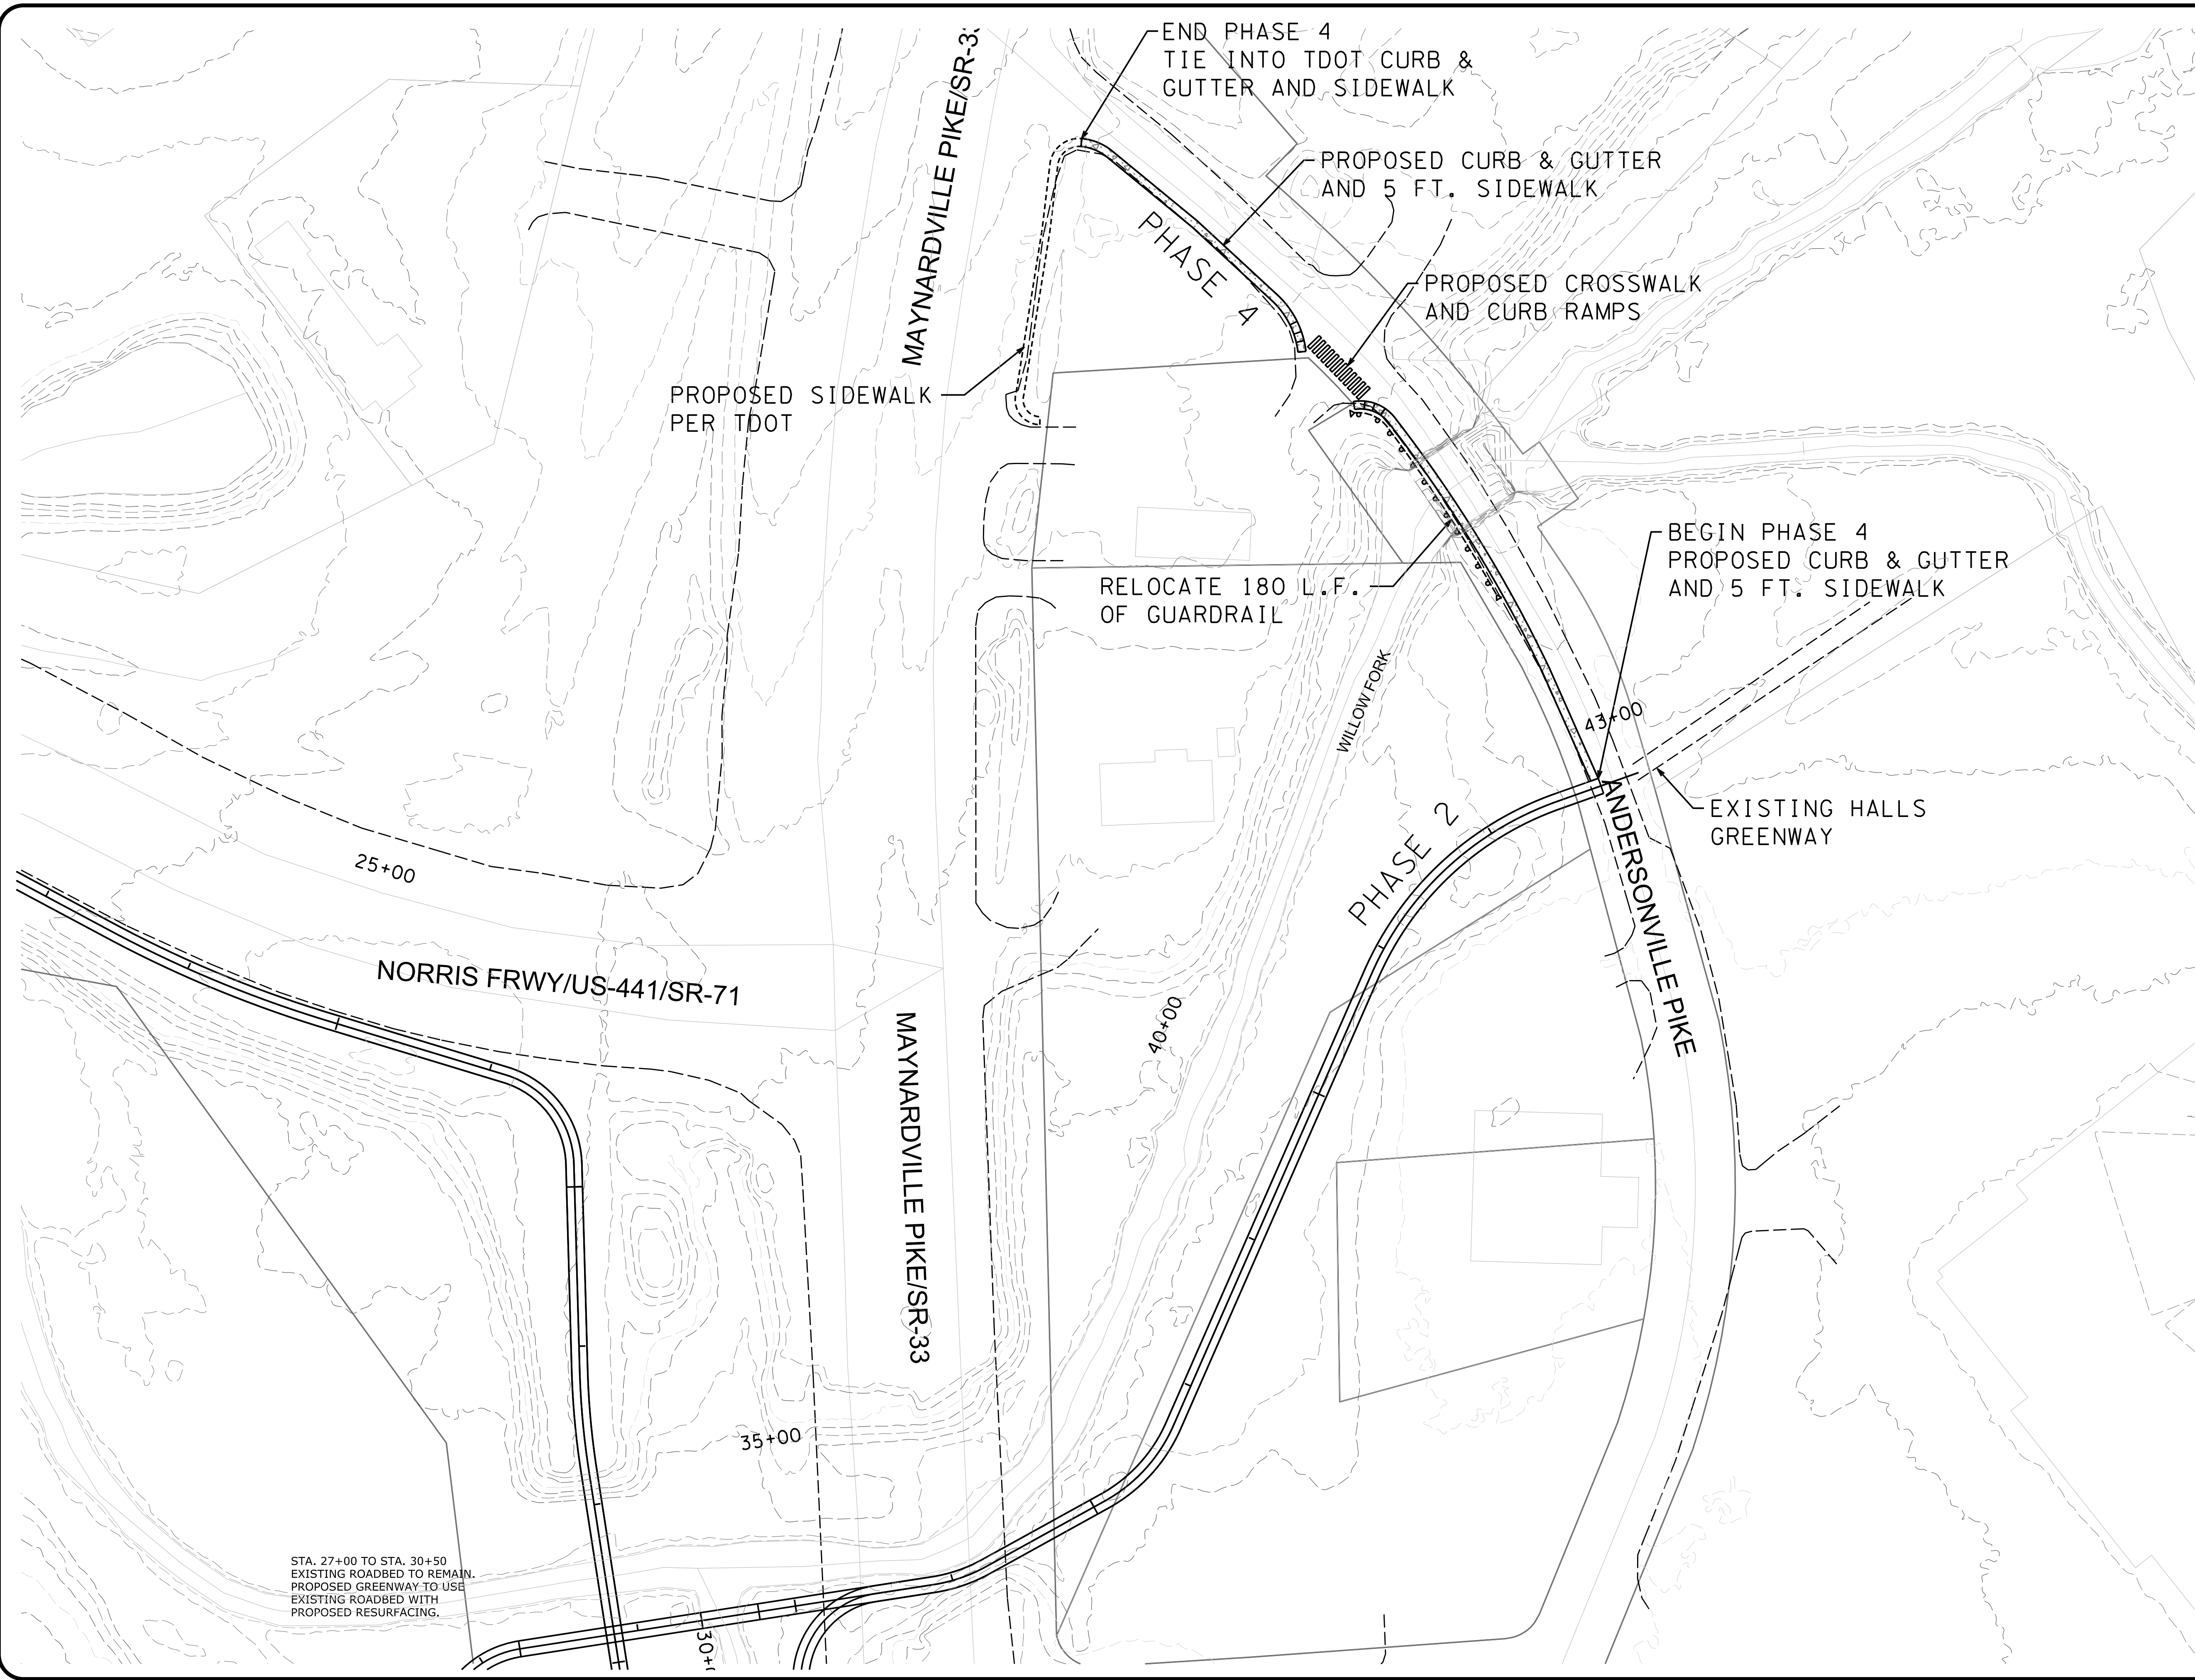 END PHASE 4
TIE INTO TDOT CURB &
GUTTER AND SIDEWALK
MAYNARDVILLE PIKE/SR-33
PROPOSED CURB & GUTTER
AND 5 FT. SIDEWALK
PHASE 4
PROPOSED CROSSWALK
AND CURB RAMPS
PROPOSED SIDEWALK
PER TDOT
BEGIN PHASE 4
PROPOSED CURB & GUTTER
AND 5 FT. SIDEWALK
RELOCATE 180 L.F.
OF GUARDRAIL
WILLOW FORK
43+00
EXISTING HALLS
GREENWAY
PHASE 2
ANDERSONVILLE PIKE
25+00
NORRIS FRWY/US-441/SR-71
40+00
MAYNARDVILLE PIKE/SR-33
35+00
STA. 27+00 TO STA. 30+50
EXISTING ROADBED TO REMAIN.
PROPOSED GREENWAY TO USE
EXISTING ROADBED WITH
PROPOSED RESURFACING.
30+